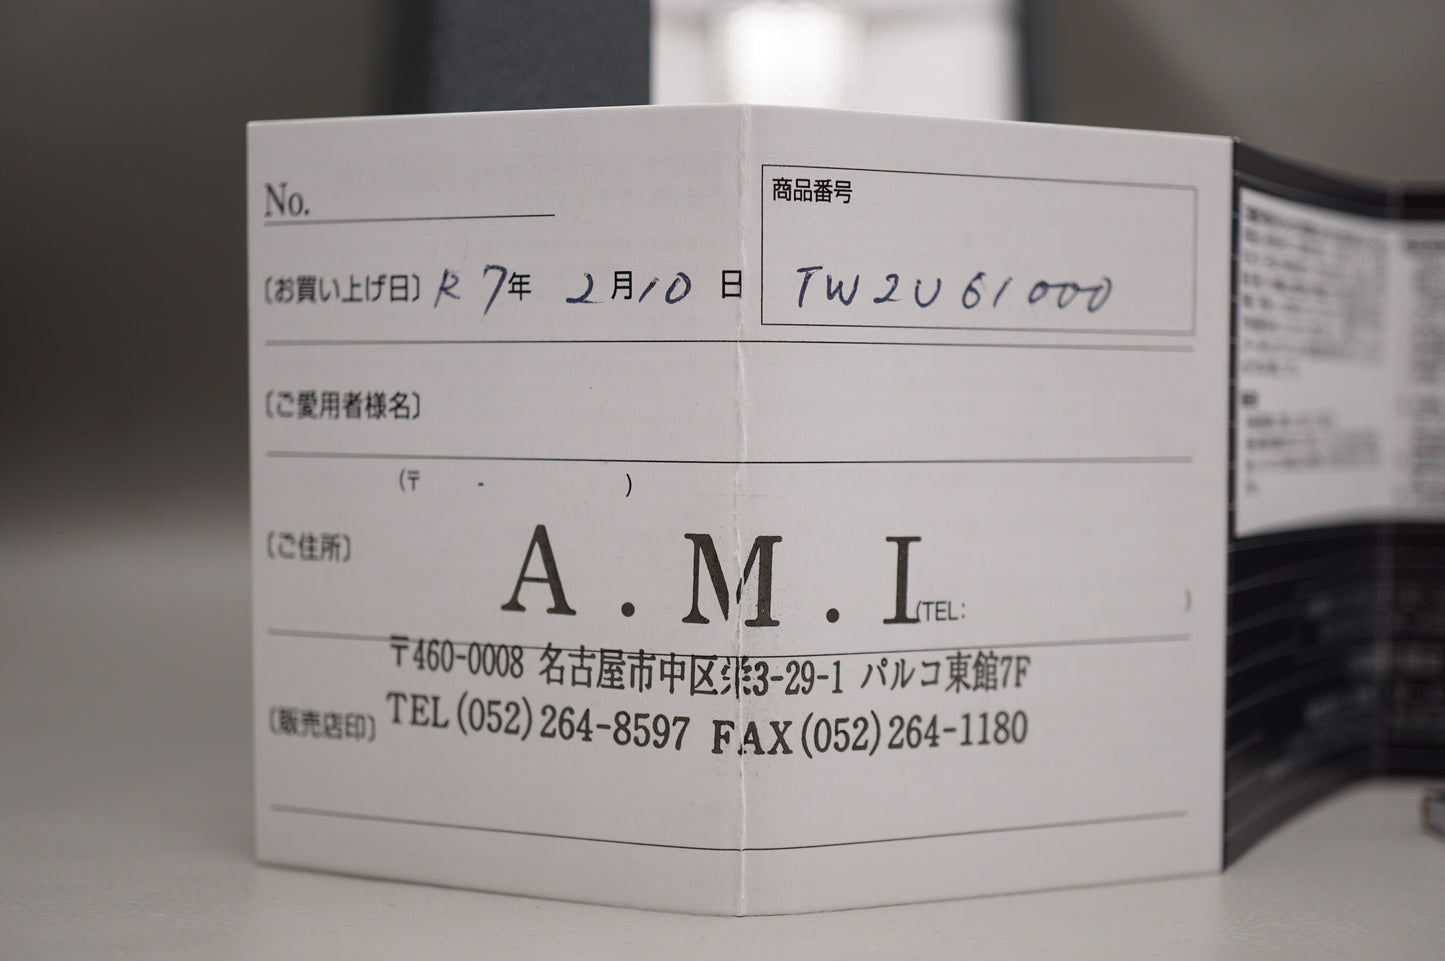 No.
〔お買い上げ日〕 R 7年 2月10日
商品番号
TW2U61000
〔ご愛用者様名〕
(〒 - )
〔ご住所〕
A.M.I
(TEL: )
〒460-0008 名古屋市中区栄3-29-1 パルコ東館7F
〔販売店印〕
TEL(052)264-8597 FAX(052)264-1180